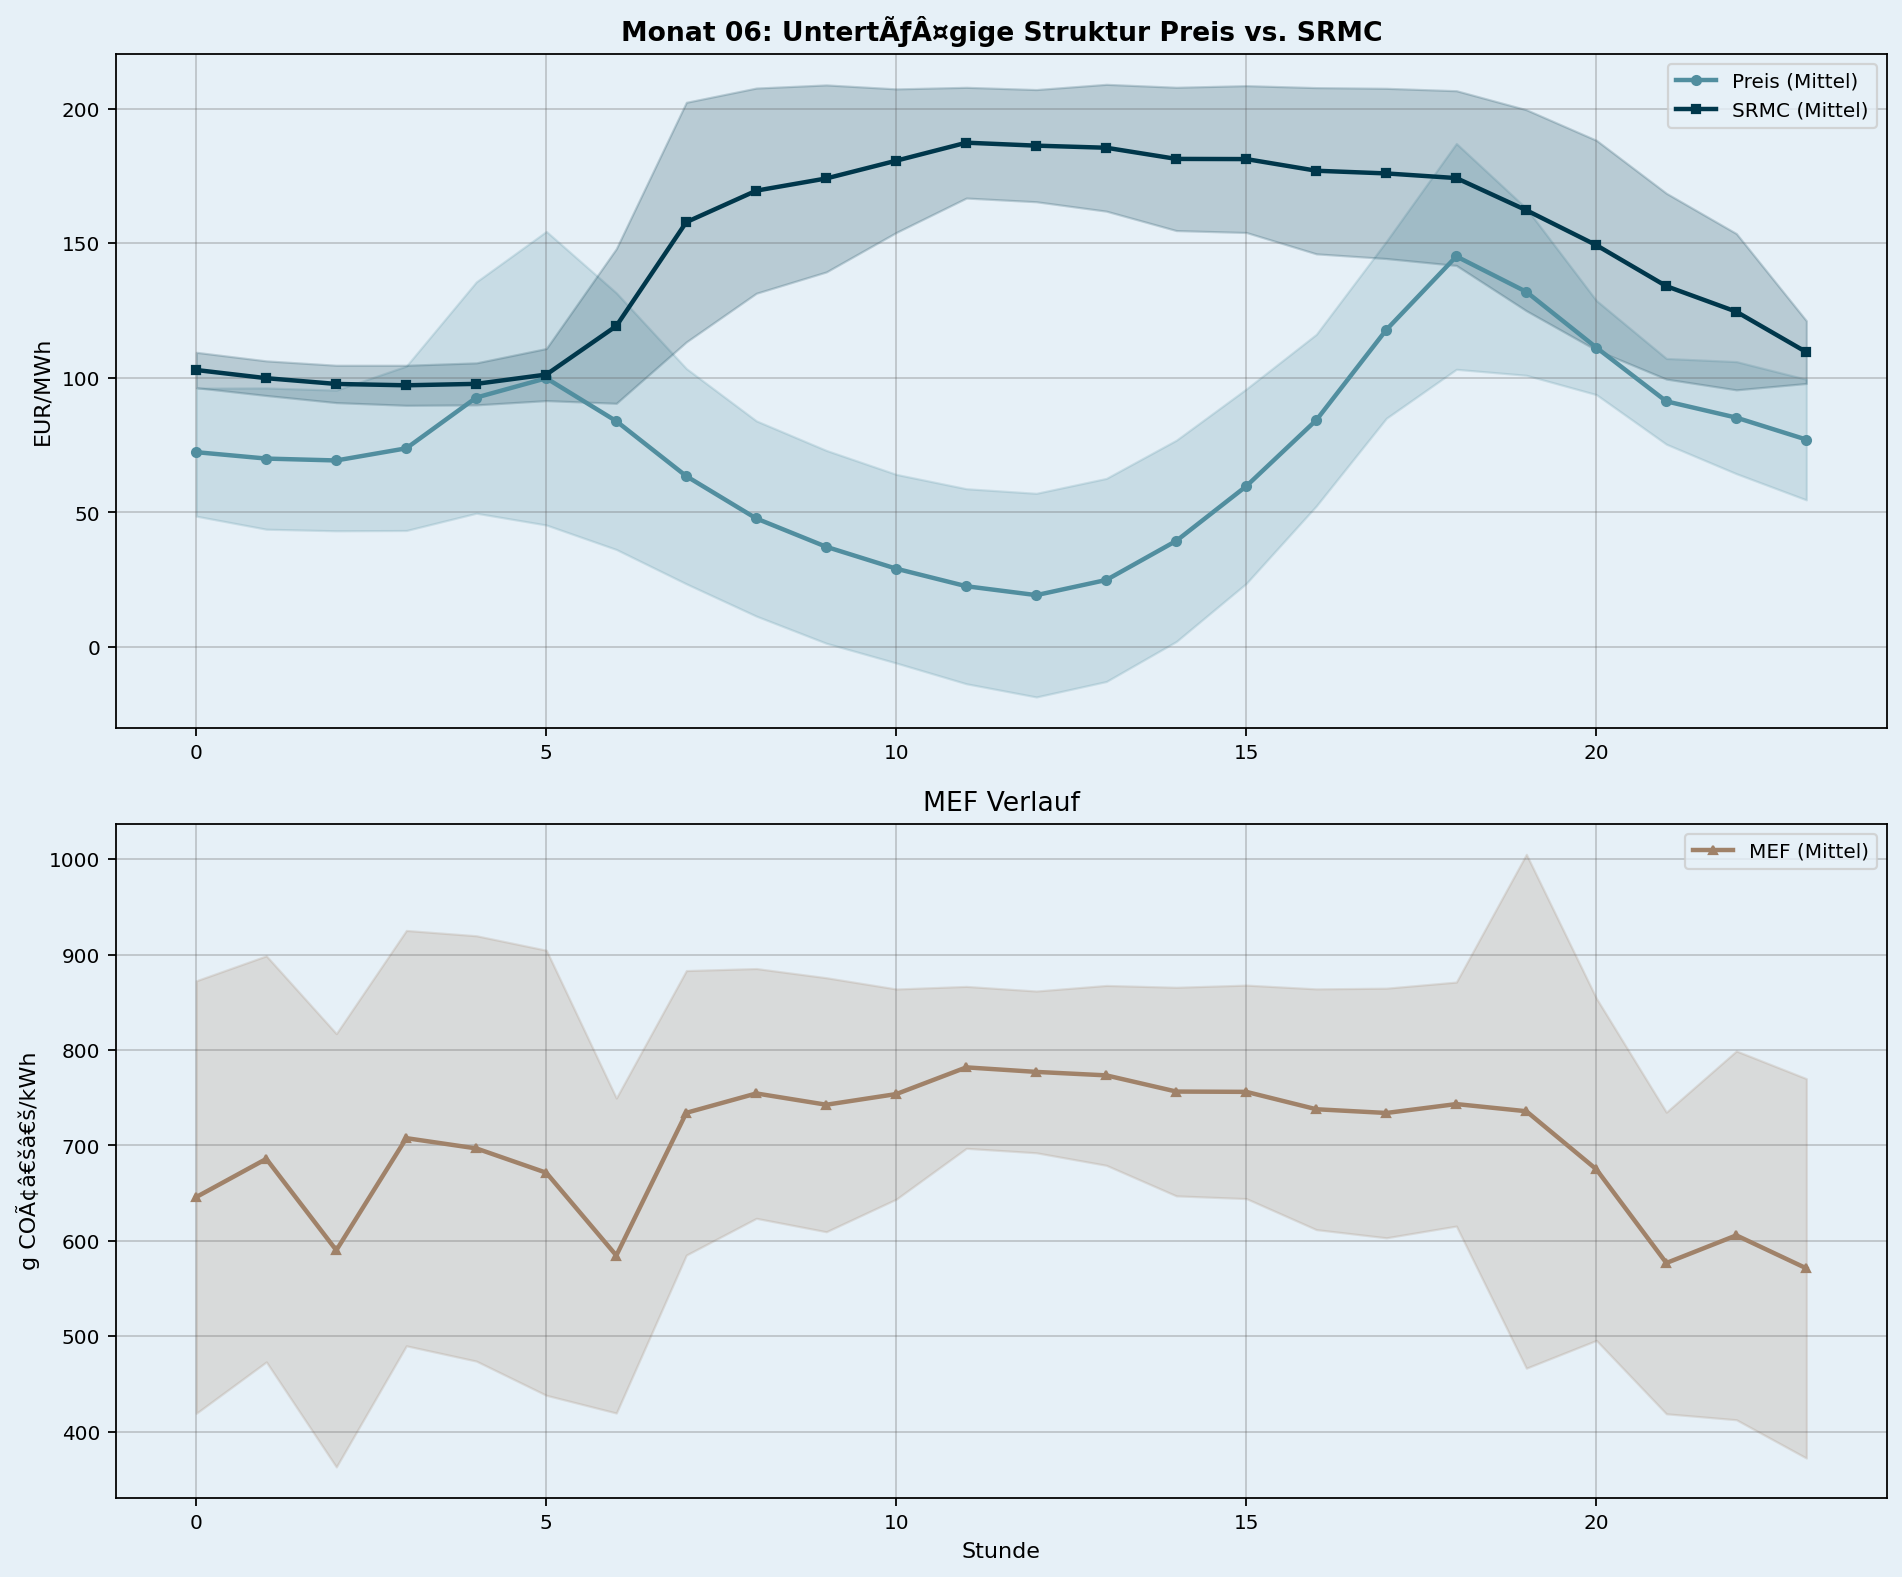 Monat 06: UntertÃƒÂ¤gige Struktur Preis vs. SRMC
Preis (Mittel)
SRMC (Mittel)
EUR/MWh
200
150
100
50
0
0 5 10 15 20
MEF Verlauf
MEF (Mittel)
g COÃ¢â€šâ€š/kWh
1000
900
800
700
600
500
400
0 5 10 15 20
Stunde